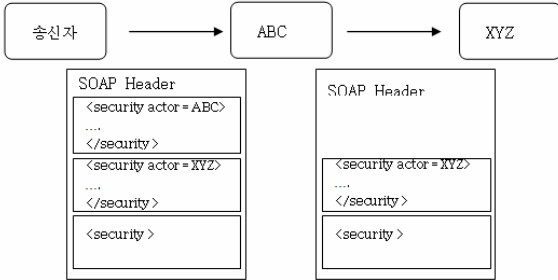 송신자
ABC
XYZ
SOAP Header
<security actor = ABC>
....
</security>
<security actor = XYZ>
....
</security>
<security >
SOAP Header
<security actor = XYZ>
....
</security>
<security >